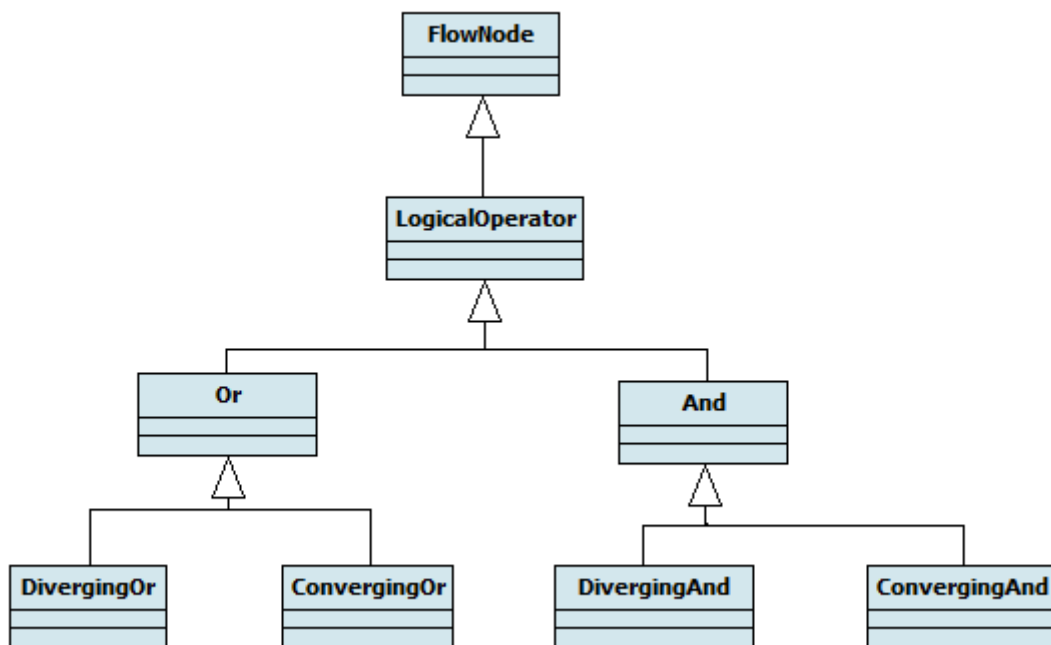 FlowNode
LogicalOperator
Or
And
DivergingOr
ConvergingOr
DivergingAnd
ConvergingAnd